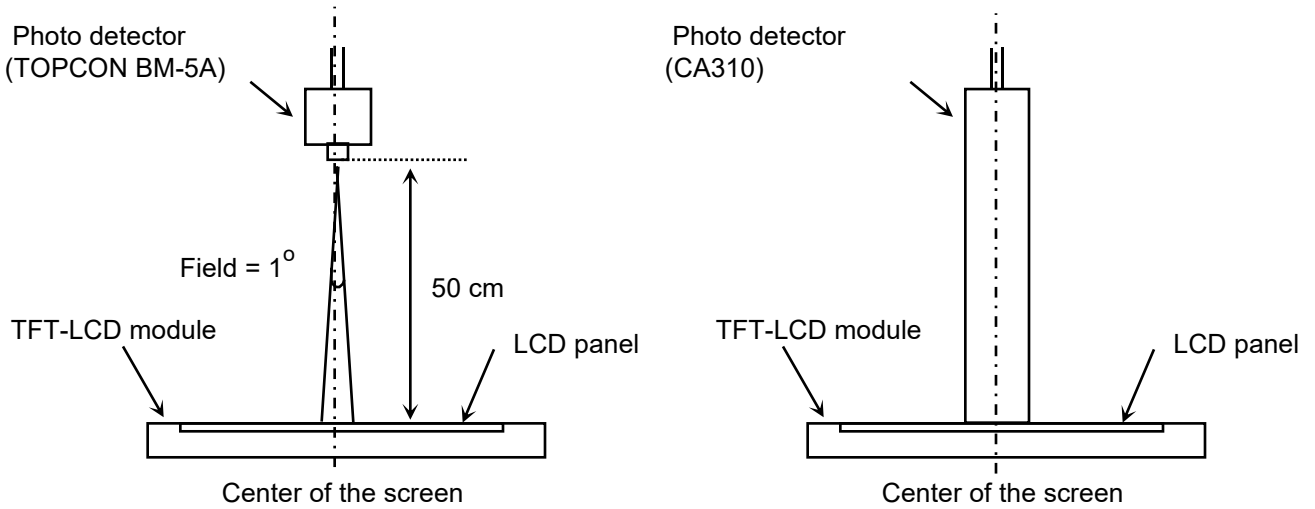 Photo detector
(TOPCON BM-5A)
Field = 1o
50 cm
TFT-LCD module
LCD panel
Center of the screen
Photo detector
(CA310)
TFT-LCD module
LCD panel
Center of the screen